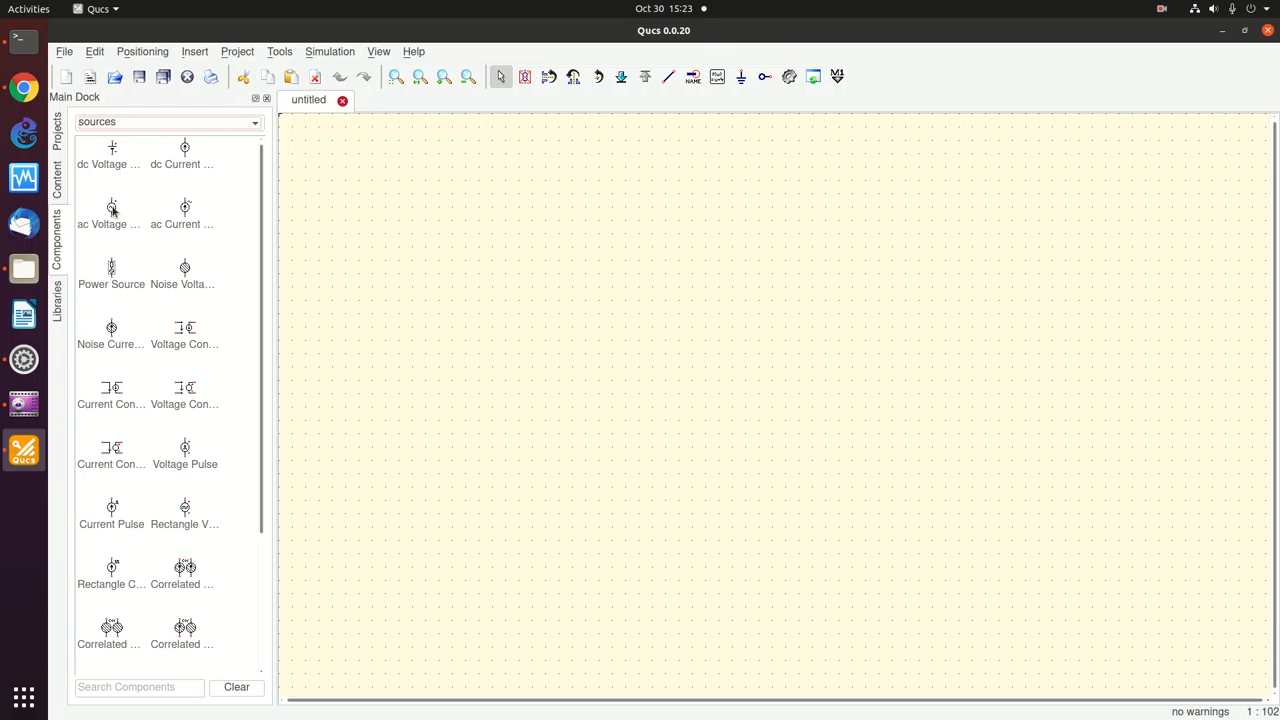 Activities Qucs Oct 30 15:23
Qucs 0.0.20
File Edit Positioning Insert Project Tools Simulation View Help
NAME
Main Dock
untitled
Projects
Content
Components
Libraries
sources
dc Voltage ... dc Current ...
ac Voltage ... ac Current ...
Power Source Noise Volta...
Noise Curre... Voltage Con...
Current Con... Voltage Con...
Current Con... Voltage Pulse
Current Pulse Rectangle V...
Rectangle C... Correlated ...
Correlated ... Correlated ...
Search Components Clear
no warnings 1 : 102